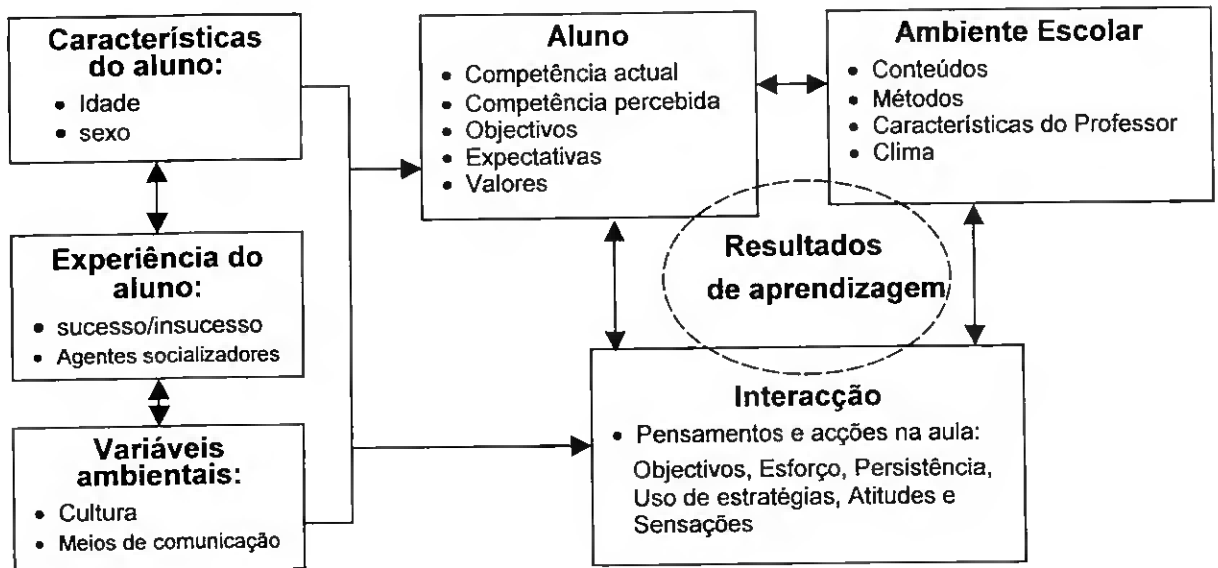 Características
do aluno:
• Idade
• sexo
Experiência do
aluno:
• sucesso/insucesso
• Agentes socializadores
Variáveis
ambientais:
• Cultura
• Meios de comunicação
Aluno
• Competência actual
• Competência percebida
• Objectivos
• Expectativas
• Valores
Ambiente Escolar
• Conteúdos
• Métodos
• Características do Professor
• Clima
Resultados
de aprendizagem
Interacção
• Pensamentos e acções na aula:
Objectivos, Esforço, Persistência,
Uso de estratégias, Atitudes e
Sensações